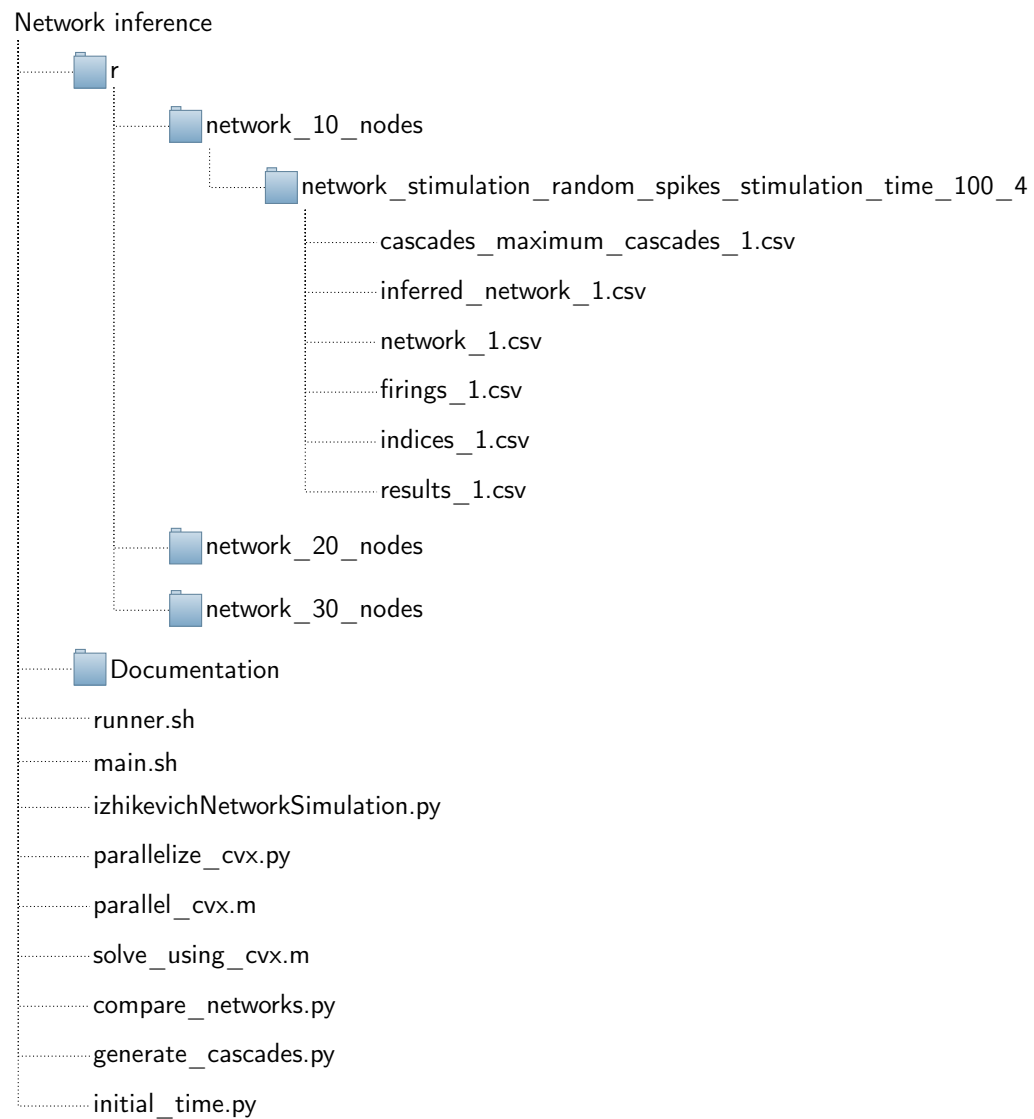 Network inference
r
network_10_nodes
network_stimulation_random_spikes_stimulation_time_100_4
cascades_maximum_cascades_1.csv
inferred_network_1.csv
network_1.csv
firings_1.csv
indices_1.csv
results_1.csv
network_20_nodes
network_30_nodes
Documentation
runner.sh
main.sh
izhikevichNetworkSimulation.py
parallelize_cvx.py
parallel_cvx.m
solve_using_cvx.m
compare_networks.py
generate_cascades.py
initial_time.py